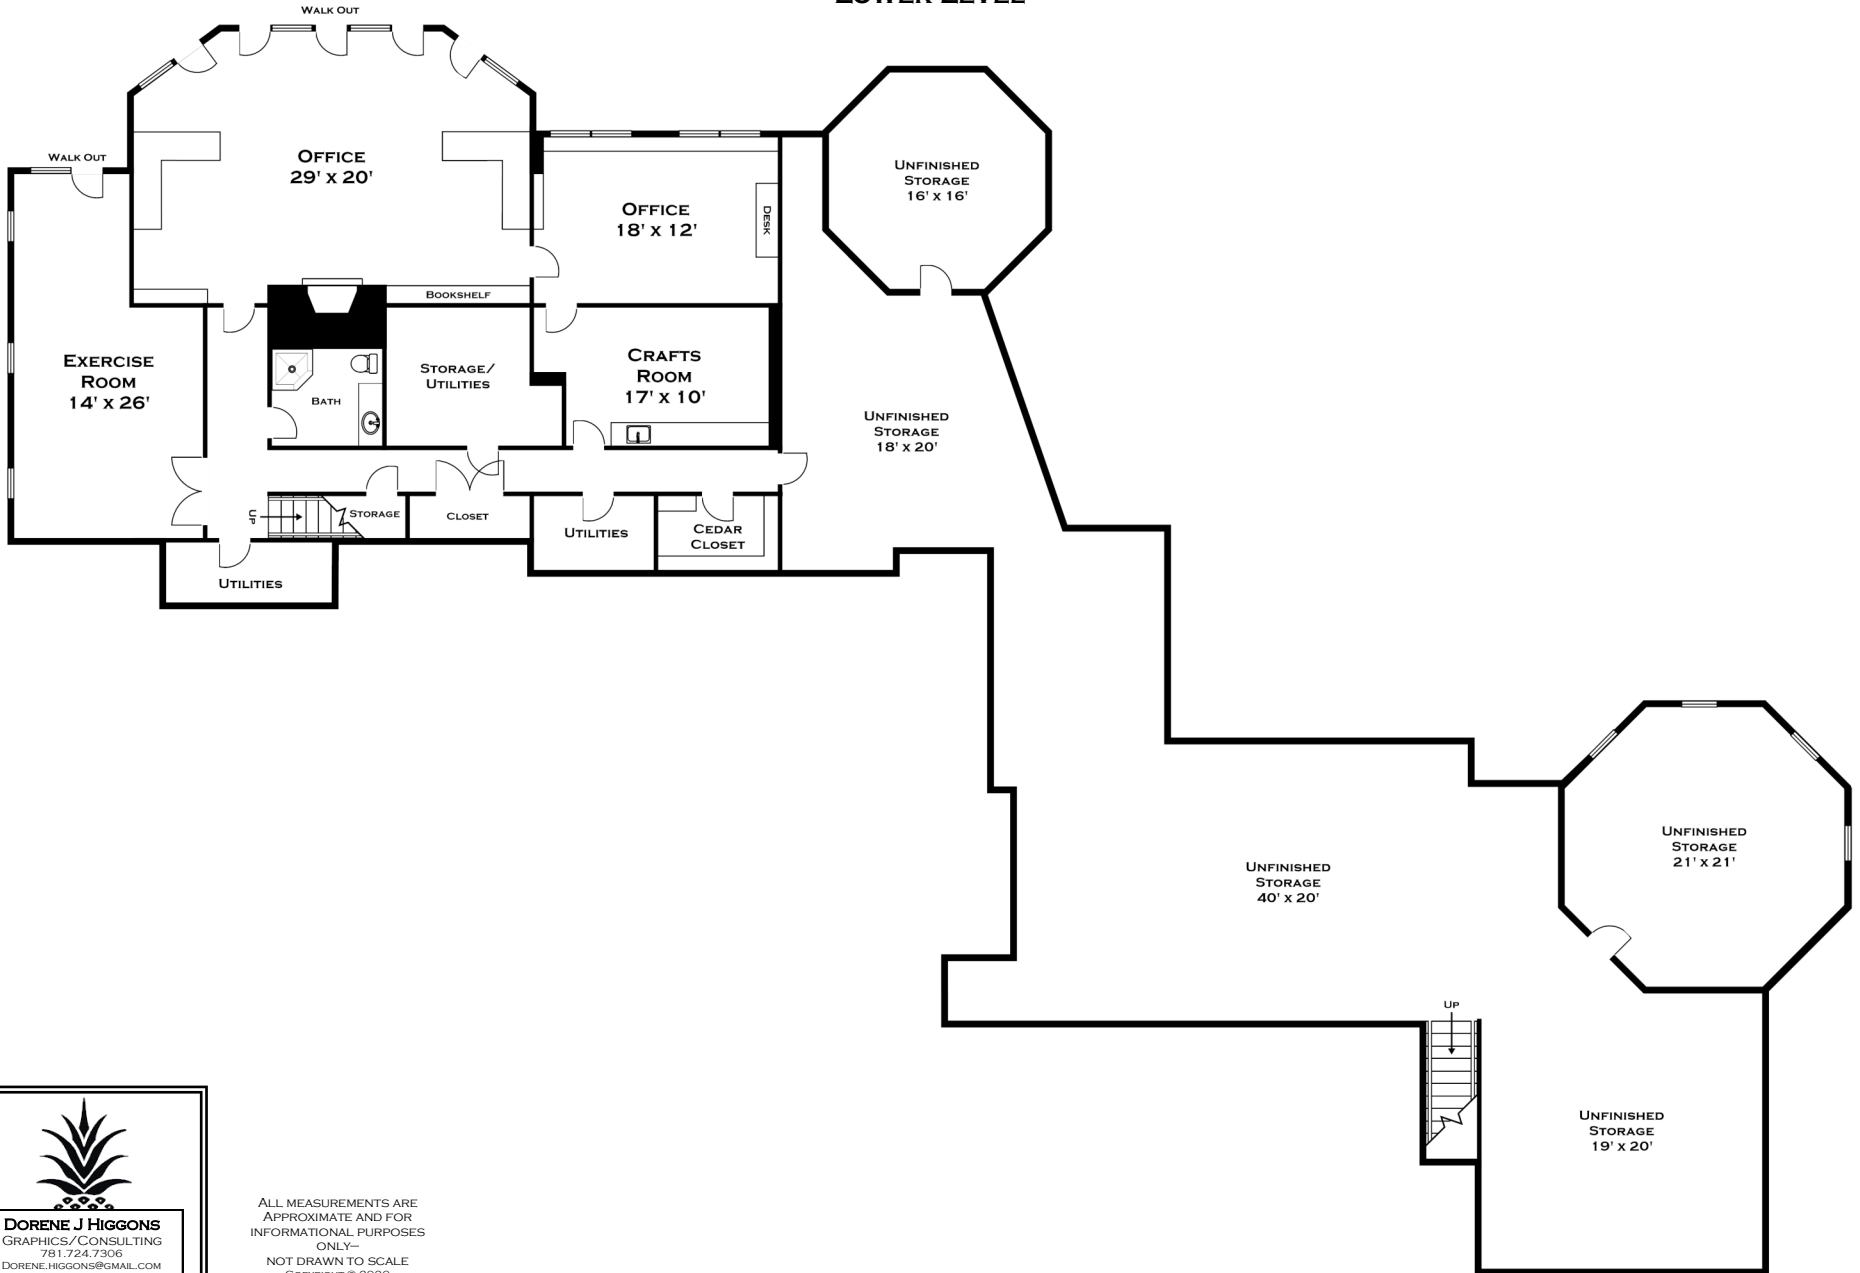 LOWER LEVEL
WALK OUT
WALK OUT
OFFICE
29' X 20'
OFFICE
18' X 12'
DESK
UNFINISHED
STORAGE
16' X 16'
BOOKSHELF
EXERCISE
ROOM
14' X 26'
BATH
STORAGE/
UTILITIES
CRAFTS
ROOM
17' X 10'
UNFINISHED
STORAGE
18' X 20'
UP
STORAGE
CLOSET
UTILITIES
CEDAR
CLOSET
UTILITIES
UNFINISHED
STORAGE
40' X 20'
UNFINISHED
STORAGE
21' X 21'
UP
UNFINISHED
STORAGE
19' X 20'
DORENE J HIGGONS
GRAPHICS/CONSULTING
781.724.7306
DORENE.HIGGONS@GMAIL.COM
ALL MEASUREMENTS ARE
APPROXIMATE AND FOR
INFORMATIONAL PURPOSES
ONLY–
NOT DRAWN TO SCALE